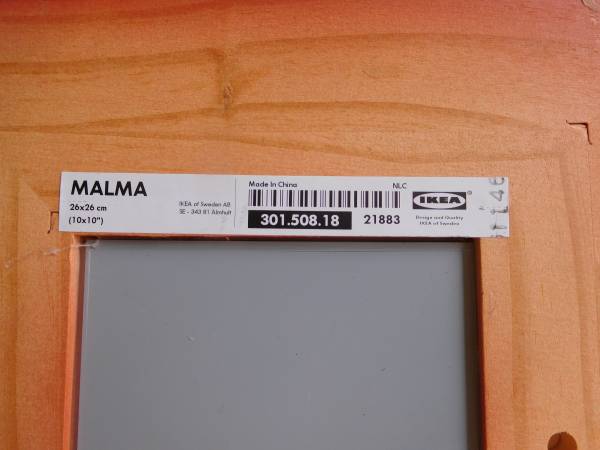 MALMA
26x26 cm
(10x10")
IKEA of Sweden AB
SE - 343 81 Älmhult
Made In China
NLC
301.508.18
21883
IKEA
Design and Quality
IKEA of Sweden